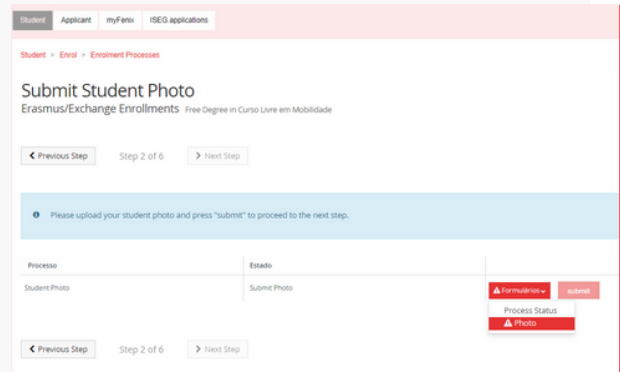 Student Applicant myFenix ISEG applications
Student > Enrol > Enrolment Processes
Submit Student Photo
Erasmus/Exchange Enrollments Free Degree in Curso Livre em Mobilidade
Previous Step Step 2 of 6 Next Step
Please upload your student photo and press "submit" to proceed to the next step.
Processo Estado
Student Photo Submit Photo Formulários submit
Process Status
Photo
Previous Step Step 2 of 6 Next Step